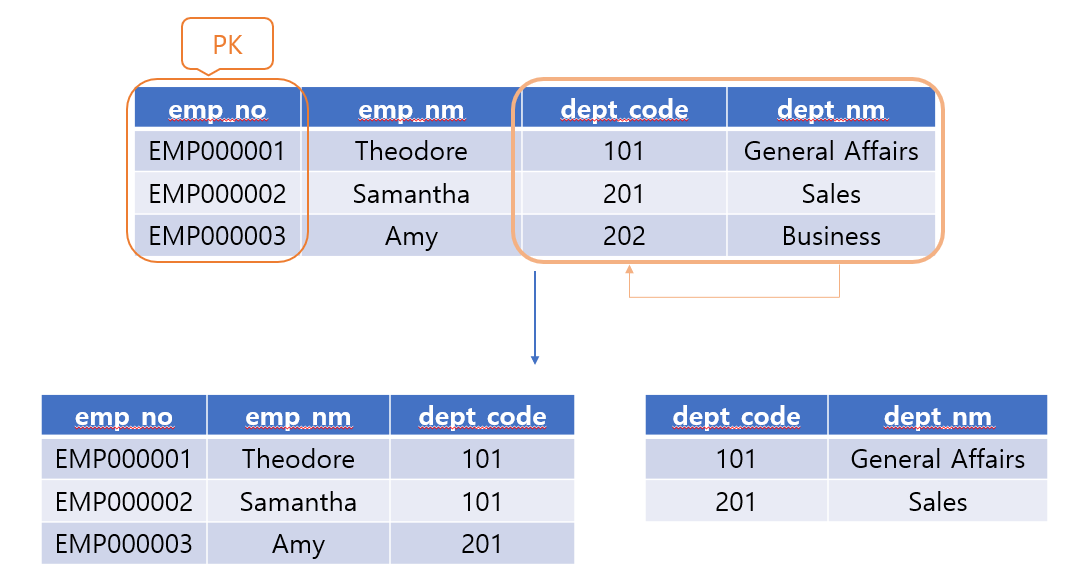 PK
emp_no emp_nm dept_code dept_nm
EMP000001 Theodore 101 General Affairs
EMP000002 Samantha 201 Sales
EMP000003 Amy 202 Business
emp_no emp_nm dept_code
EMP000001 Theodore 101
EMP000002 Samantha 101
EMP000003 Amy 201
dept_code dept_nm
101 General Affairs
201 Sales